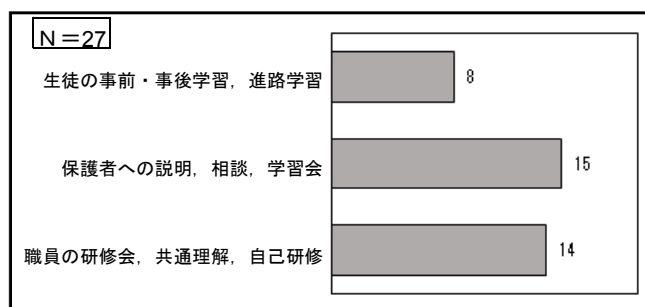 N=27
生徒の事前・事後学習，進路学習
8
保護者への説明，相談，学習会
15
職員の研修会，共通理解，自己研修
14